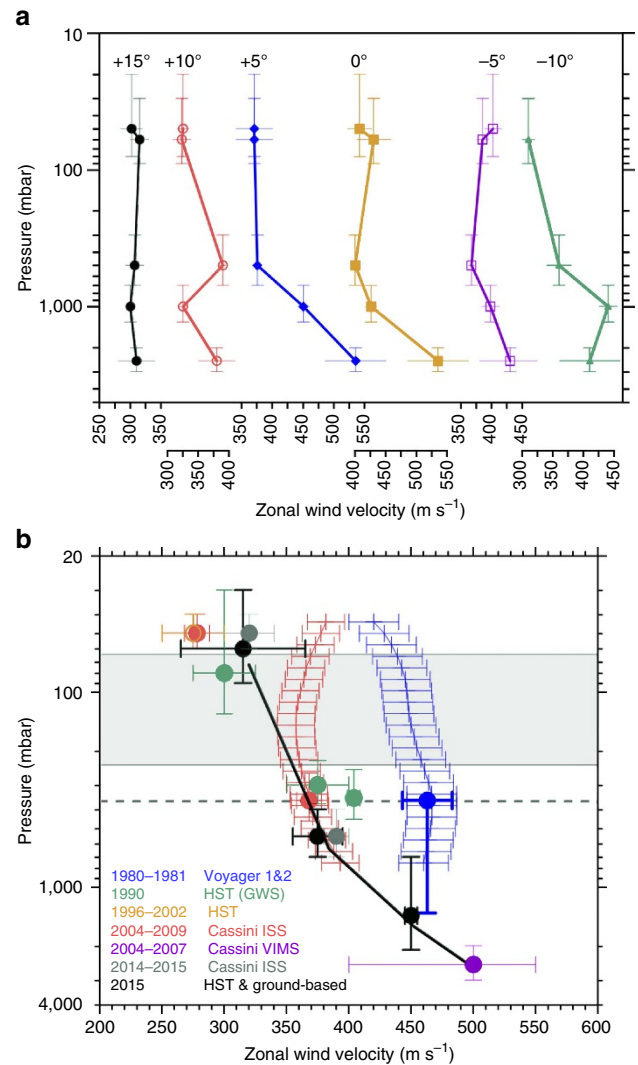 a
10
+15° +10° +5° 0° −5° −10°
100
Pressure (mbar)
1,000
250 300 350 350 400 450 500 550 350 400 450
300 350 400 400 450 500 550 300 350 400 450
Zonal wind velocity (m s⁻¹)
b
20
100
Pressure (mbar)
1,000
1980–1981 Voyager 1&2
1990 HST (GWS)
1996–2002 HST
2004–2009 Cassini ISS
2004–2007 Cassini VIMS
2014–2015 Cassini ISS
2015 HST & ground-based
4,000
200 250 300 350 400 450 500 550 600
Zonal wind velocity (m s⁻¹)